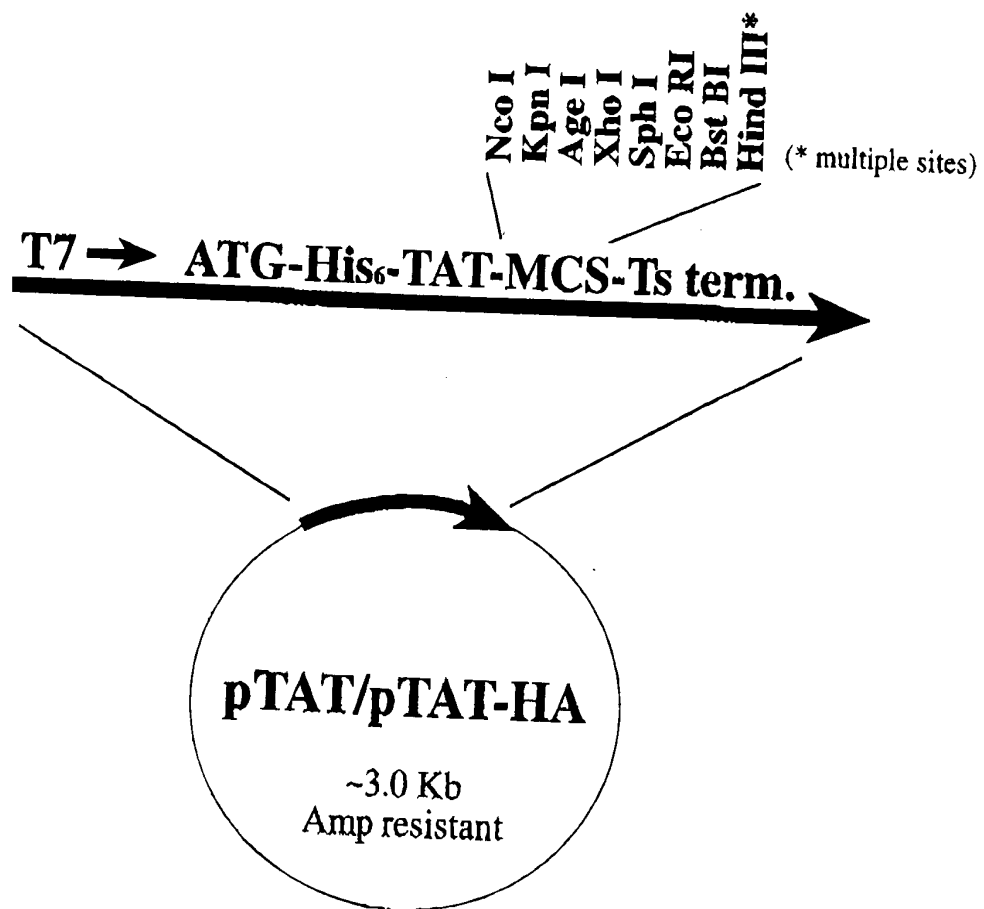 Nco I
Kpn I
Age I
Xho I
Sph I
Eco RI
Bst BI
Hind III*
(* multiple sites)
T7 → ATG-His₆-TAT-MCS-Ts term.
pTAT/pTAT-HA
~3.0 Kb
Amp resistant